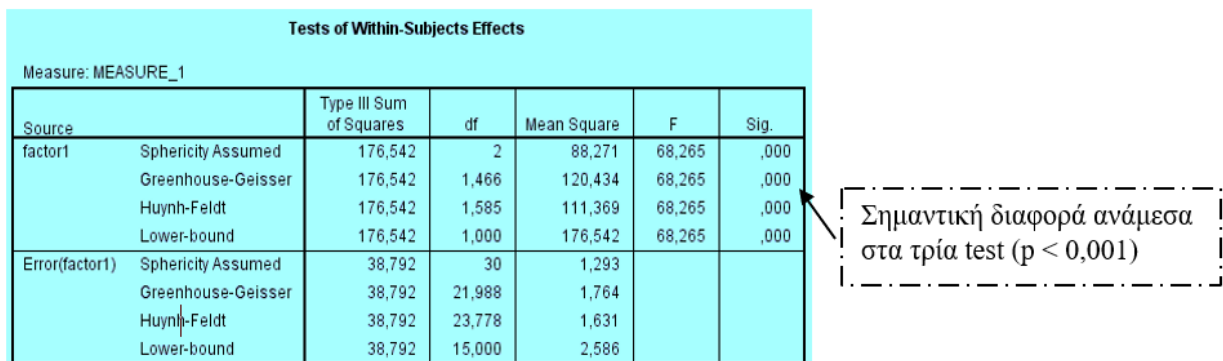 Tests of Within-Subjects Effects
Measure: MEASURE_1
Source Type III Sum of Squares df Mean Square F Sig.
factor1 Sphericity Assumed 176,542 2 88,271 68,265 ,000
Greenhouse-Geisser 176,542 1,466 120,434 68,265 ,000
Huynh-Feldt 176,542 1,585 111,369 68,265 ,000
Lower-bound 176,542 1,000 176,542 68,265 ,000
Error(factor1) Sphericity Assumed 38,792 30 1,293
Greenhouse-Geisser 38,792 21,988 1,764
Huynh-Feldt 38,792 23,778 1,631
Lower-bound 38,792 15,000 2,586
Σημαντική διαφορά ανάμεσα
στα τρία test (p < 0,001)